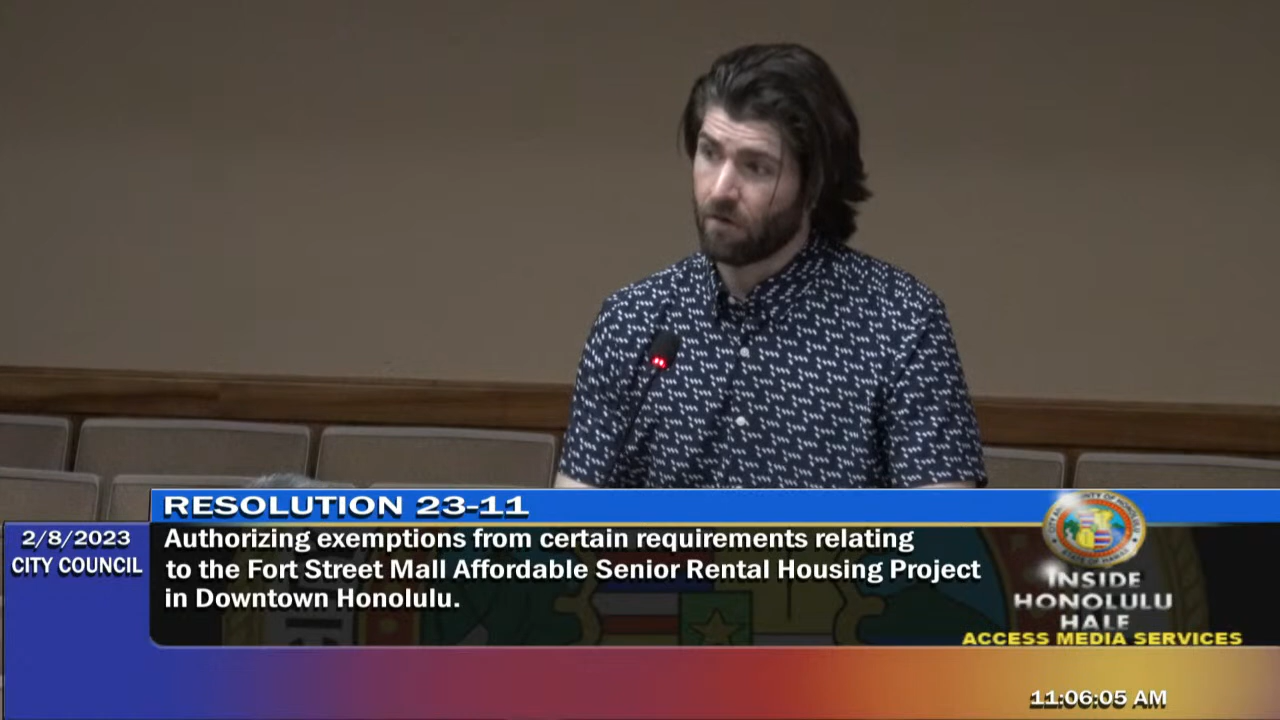 RESOLUTION 23-11
2/8/2023
CITY COUNCIL
Authorizing exemptions from certain requirements relating
to the Fort Street Mall Affordable Senior Rental Housing Project
in Downtown Honolulu.
INSIDE
HONOLULU
HALE
ACCESS MEDIA SERVICES
11:06:05 AM